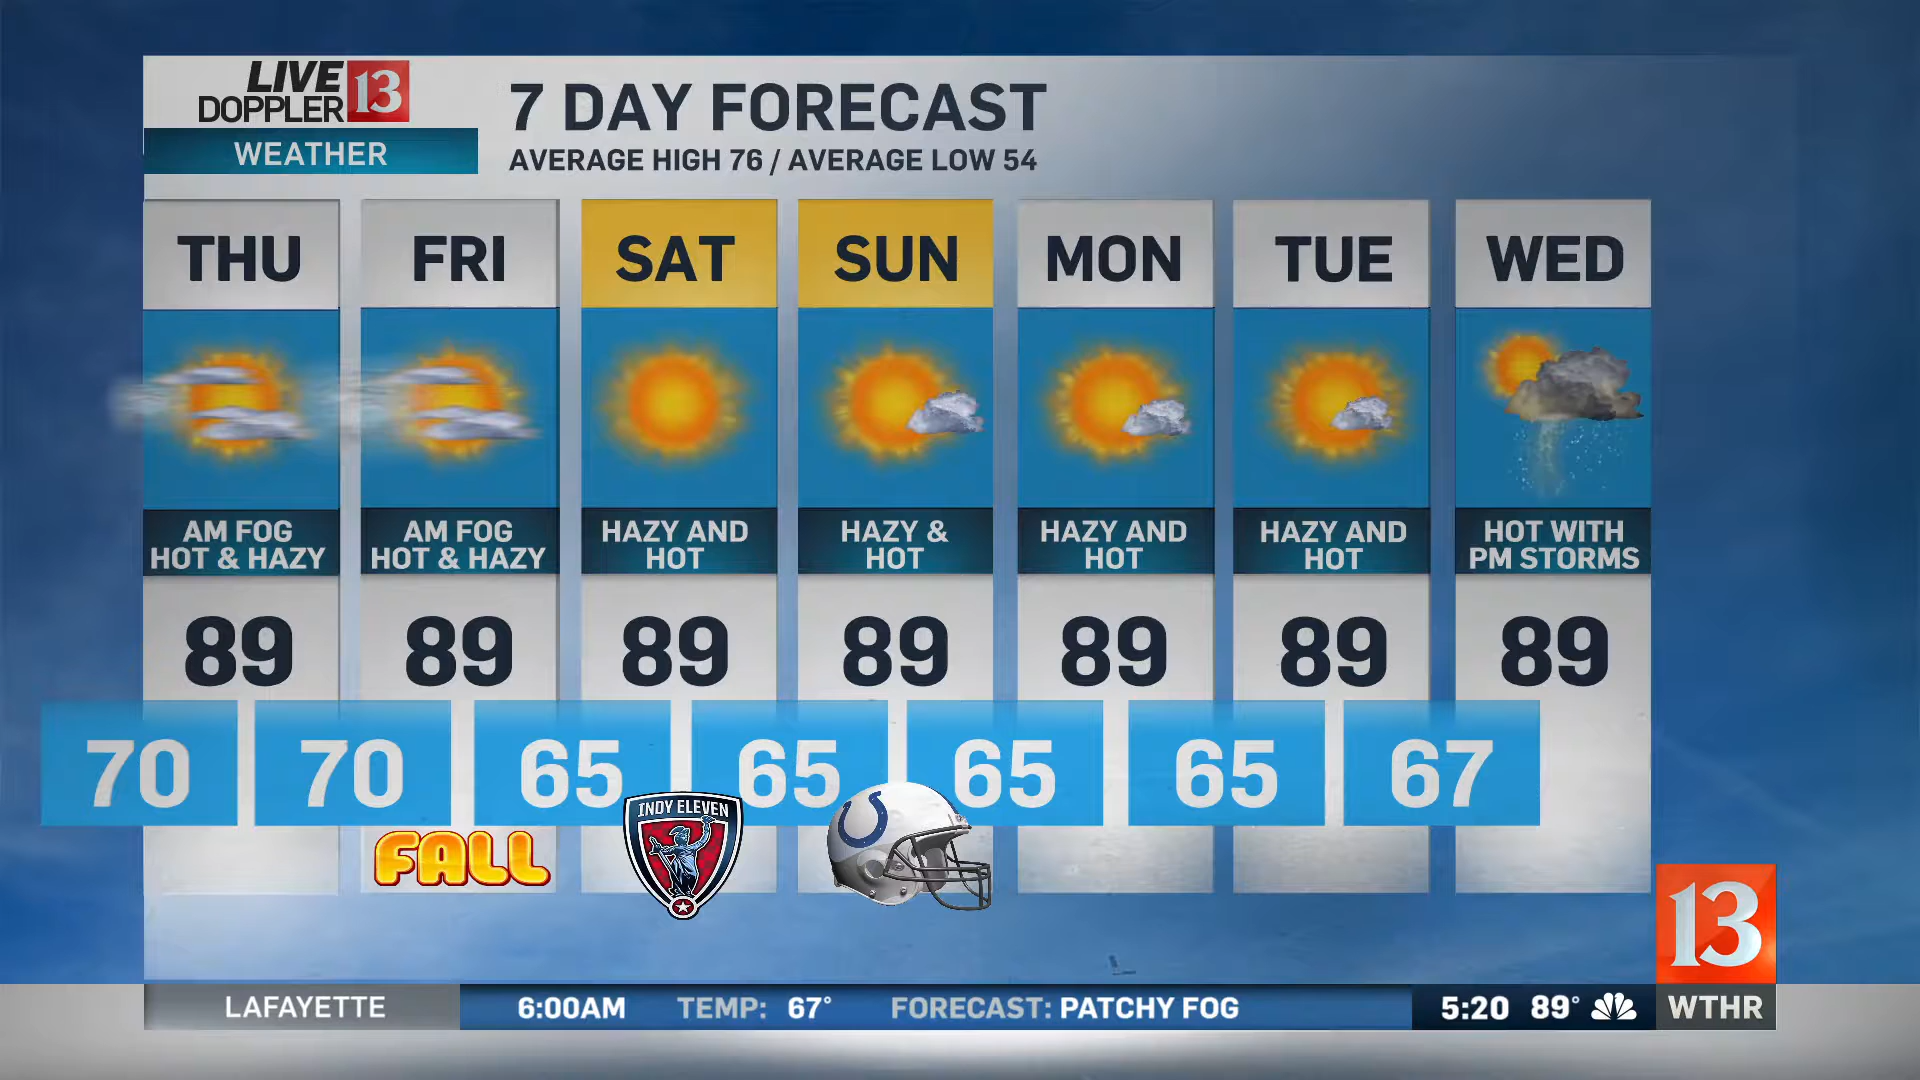 LIVE
DOPPLER 13
WEATHER
7 DAY FORECAST
AVERAGE HIGH 76 / AVERAGE LOW 54
THU FRI SAT SUN MON TUE WED
AM FOG
HOT & HAZY
AM FOG
HOT & HAZY
HAZY AND
HOT
HAZY &
HOT
HAZY AND
HOT
HAZY AND
HOT
HOT WITH
PM STORMS
89 89 89 89 89 89 89
70 70 65 65 65 65 67
FALL
INDY ELEVEN
13
LAFAYETTE 6:00AM TEMP: 67° FORECAST: PATCHY FOG 5:20 89° WTHR